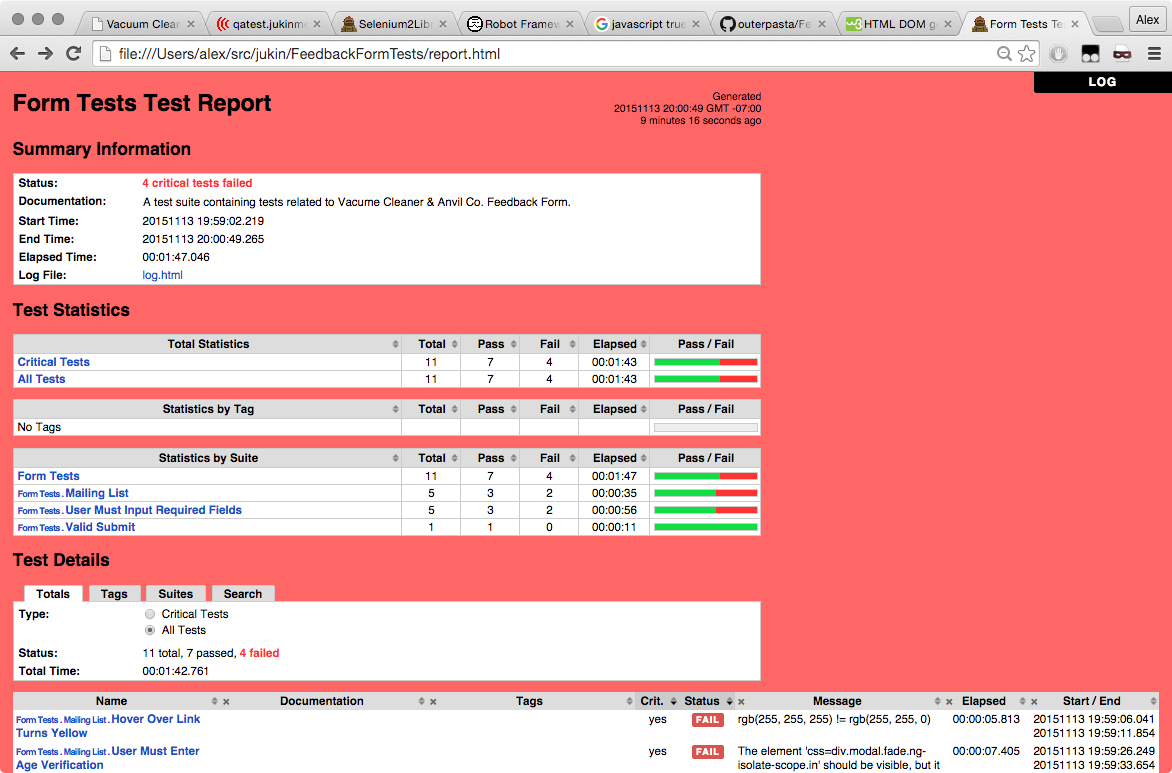 Vacuum Clean
qatest.jukinme
Selenium2Libr
Robot Framew
javascript true
outerpasta/Fe
HTML DOM g
Form Tests Te
Alex
file:///Users/alex/src/jukin/FeedbackFormTests/report.html
LOG
Form Tests Test Report
Generated
20151113 20:00:49 GMT -07:00
9 minutes 16 seconds ago
Summary Information
Status: 4 critical tests failed
Documentation: A test suite containing tests related to Vacume Cleaner & Anvil Co. Feedback Form.
Start Time: 20151113 19:59:02.219
End Time: 20151113 20:00:49.265
Elapsed Time: 00:01:47.046
Log File: log.html
Test Statistics
Total Statistics Total Pass Fail Elapsed Pass / Fail
Critical Tests 11 7 4 00:01:43
All Tests 11 7 4 00:01:43
Statistics by Tag Total Pass Fail Elapsed Pass / Fail
No Tags
Statistics by Suite Total Pass Fail Elapsed Pass / Fail
Form Tests 11 7 4 00:01:47
Form Tests . Mailing List 5 3 2 00:00:35
Form Tests . User Must Input Required Fields 5 3 2 00:00:56
Form Tests . Valid Submit 1 1 0 00:00:11
Test Details
Totals Tags Suites Search
Type: Critical Tests
All Tests
Status: 11 total, 7 passed, 4 failed
Total Time: 00:01:42.761
Name Documentation Tags Crit. Status Message Elapsed Start / End
Form Tests . Mailing List . Hover Over Link yes FAIL rgb(255, 255, 255) != rgb(255, 255, 0) 00:00:05.813 20151113 19:59:06.041
Turns Yellow 20151113 19:59:11.854
Form Tests . Mailing List . User Must Enter yes FAIL The element 'css=div.modal.fade.ng- 00:00:07.405 20151113 19:59:26.249
Age Verification isolate-scope.in' should be visible, but it 20151113 19:59:33.654